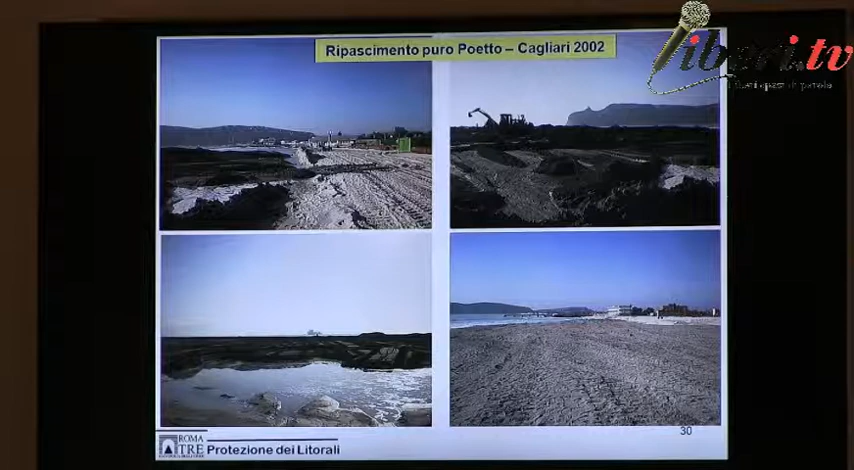 Ripascimento puro Poetto – Cagliari 2002
liberi.tv
30
ROMA
TRE
Protezione dei Litorali